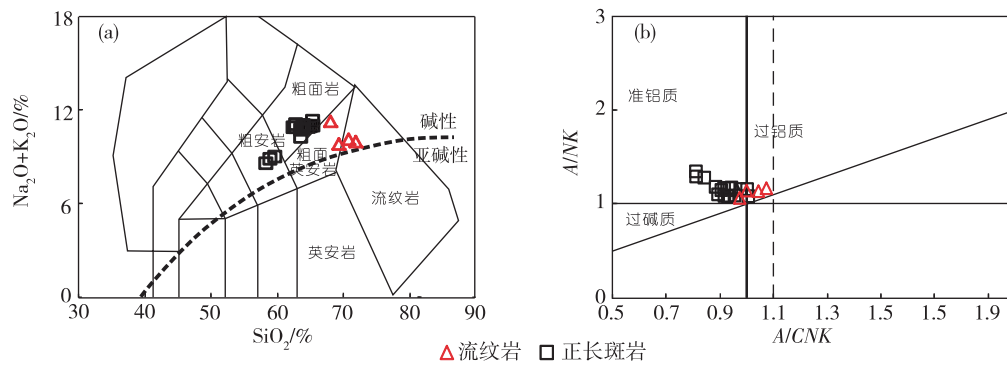 (a)
18
12
6
0
Na2O+K2O/%
粗面岩
粗安岩
粗面
英安岩
碱性
亚碱性
流纹岩
英安岩
30 40 50 60 70 80 90
SiO2/%
(b)
3
2
1
0
A/NK
准铝质
过铝质
过碱质
0.5 0.7 0.9 1.1 1.3 1.5 1.5 1.9
A/CNK
流纹岩 正长斑岩